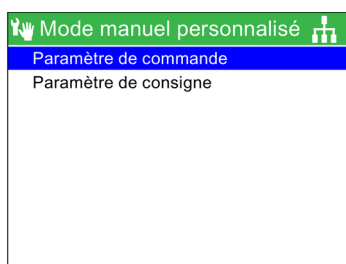 Mode manuel personnalisé
Paramètre de commande
Paramètre de consigne